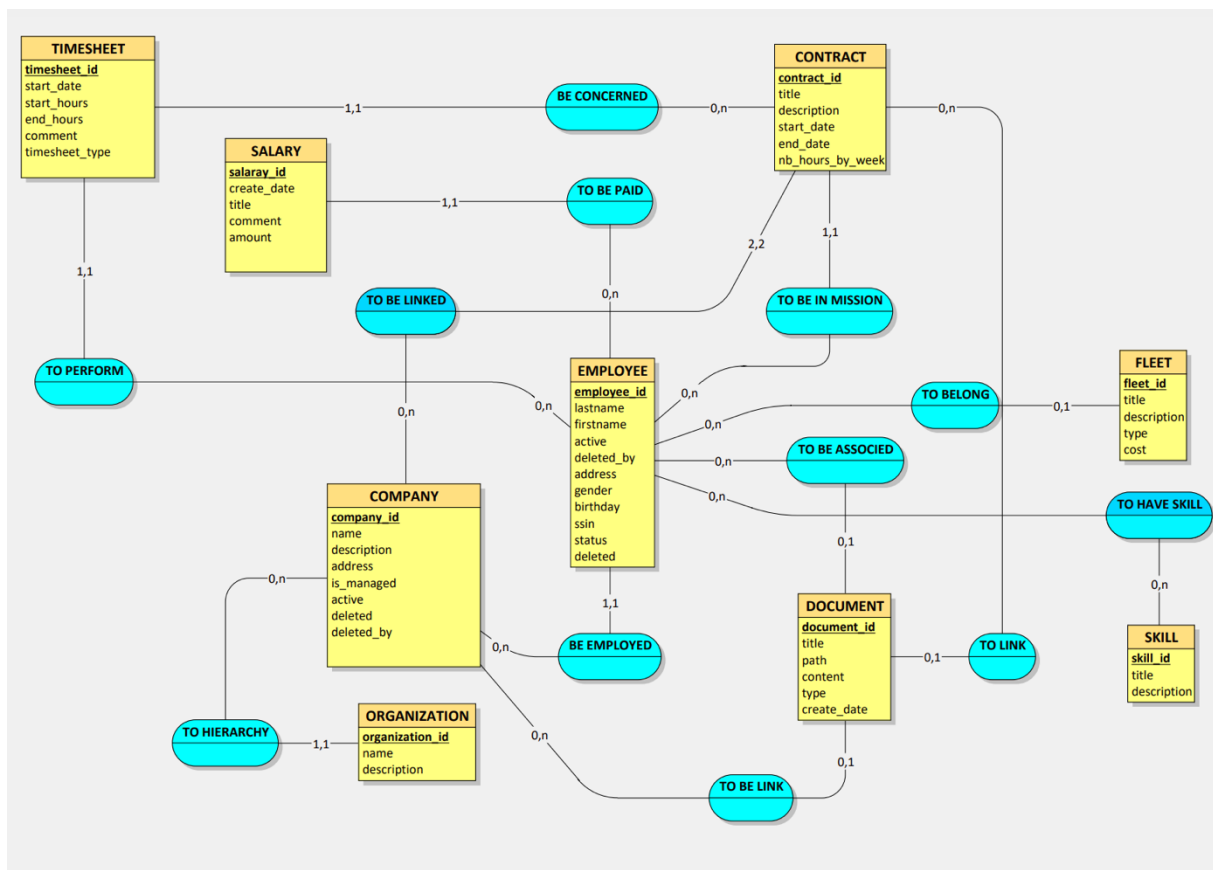 TIMESHEET
timesheet_id
start_date
start_hours
end_hours
comment
timesheet_type
CONTRACT
contract_id
title
description
start_date
end_date
nb_hours_by_week
BE CONCERNED
1,1
0,n
0,n
SALARY
salaray_id
create_date
title
comment
amount
TO BE PAID
1,1
2,2
1,1
1,1
0,n
TO BE LINKED
TO BE IN MISSION
TO PERFORM
0,n
0,n
0,n
EMPLOYEE
employee_id
lastname
firstname
active
deleted_by
address
gender
birthday
ssin
status
deleted
TO BELONG
0,n
0,1
FLEET
fleet_id
title
description
type
cost
TO BE ASSOCIED
0,n
0,n
TO HAVE SKILL
0,1
0,n
COMPANY
company_id
name
description
address
is_managed
active
deleted
deleted_by
0,n
1,1
0,n
BE EMPLOYED
DOCUMENT
document_id
title
path
content
type
create_date
0,1
TO LINK
SKILL
skill_id
title
description
TO HIERARCHY
1,1
ORGANIZATION
organization_id
name
description
0,n
0,1
TO BE LINK